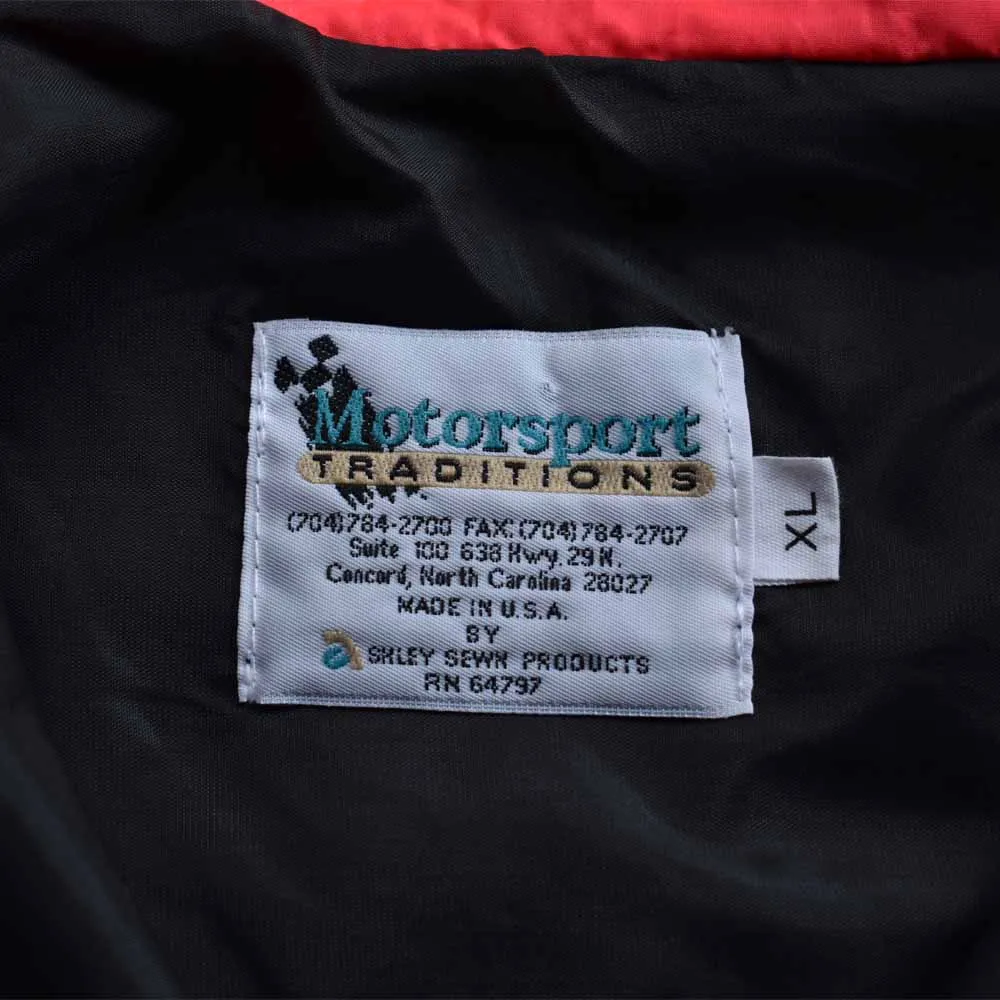 Motorsport
TRADITIONS
(704)784-2700 FAX:(704)784-2707
Suite 100 638 Hwy. 29 N.
Concord, North Carolina 28027
MADE IN U.S.A.
BY
ASHLEY SEWN PRODUCTS
RN 64797
XL